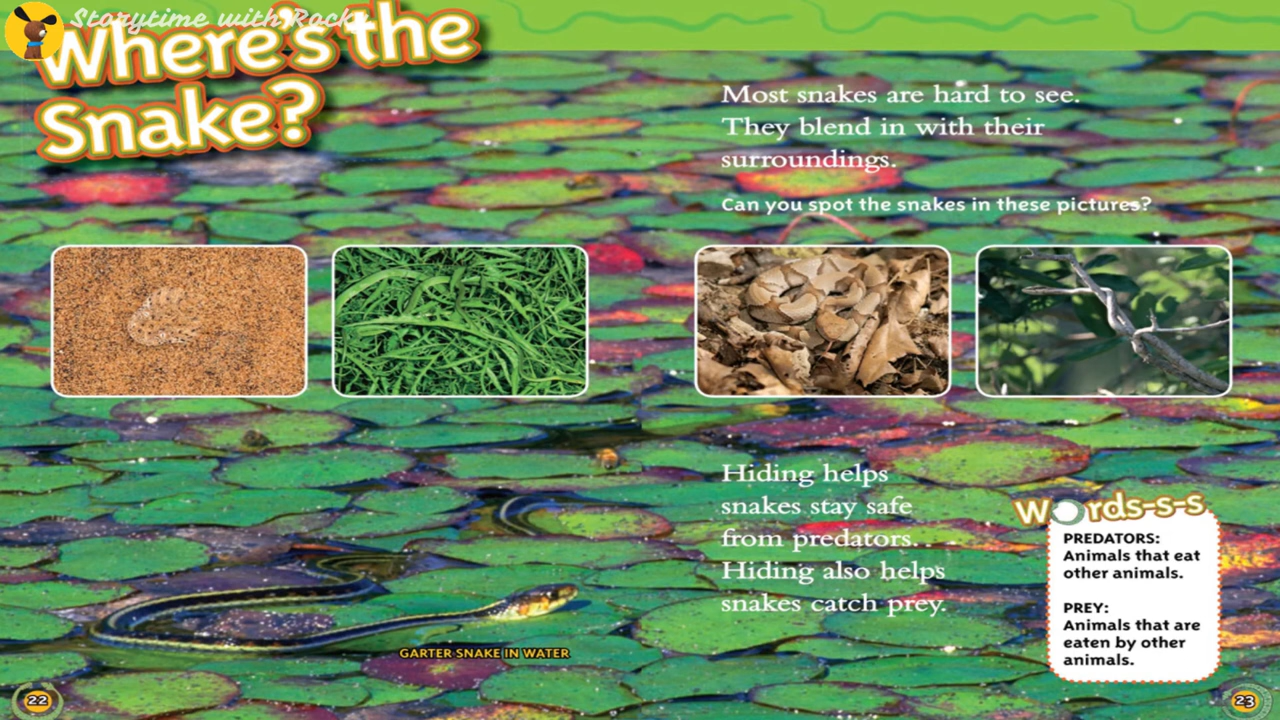 Storytime with Rocky
Where's the
Snake?
Most snakes are hard to see.
They blend in with their
surroundings.
Can you spot the snakes in these pictures?
Hiding helps
snakes stay safe
from predators.
Hiding also helps
snakes catch prey.
Words-s-s
PREDATORS:
Animals that eat
other animals.
PREY:
Animals that are
eaten by other
animals.
GARTER SNAKE IN WATER
22
23